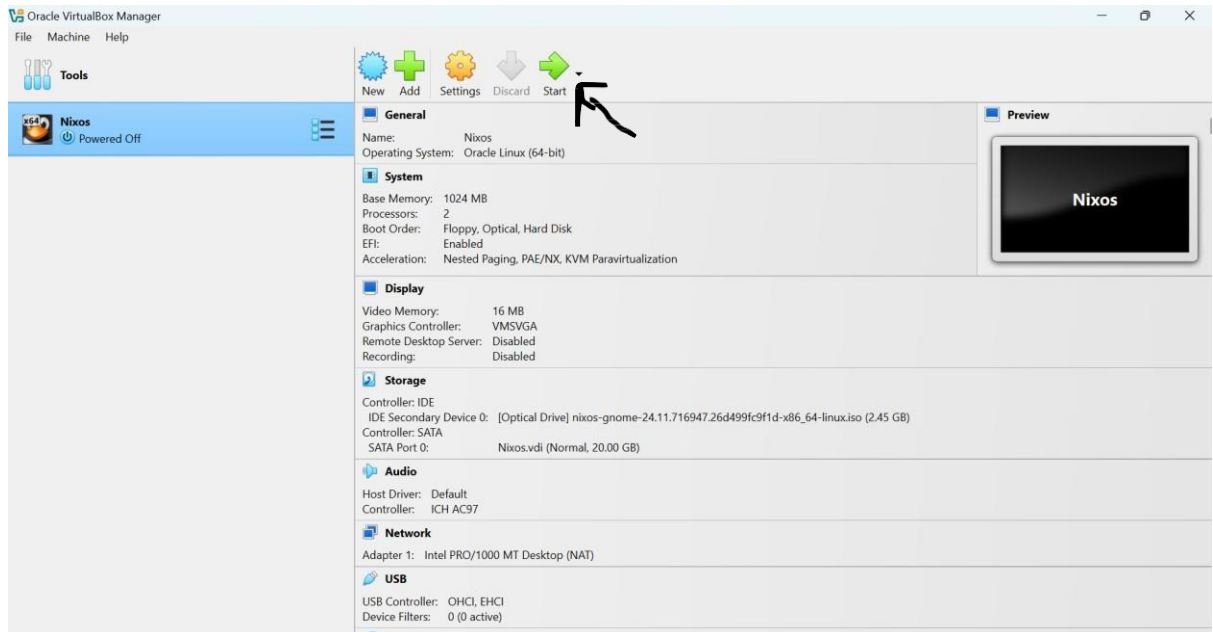 Oracle VirtualBox Manager
File Machine Help
Tools
New Add Settings Discard Start
x64
Nixos
Powered Off
General
Name: Nixos
Operating System: Oracle Linux (64-bit)
System
Base Memory: 1024 MB
Processors: 2
Boot Order: Floppy, Optical, Hard Disk
EFI: Enabled
Acceleration: Nested Paging, PAE/NX, KVM Paravirtualization
Preview
Nixos
Display
Video Memory: 16 MB
Graphics Controller: VMSVGA
Remote Desktop Server: Disabled
Recording: Disabled
Storage
Controller: IDE
IDE Secondary Device 0: [Optical Drive] nixos-gnome-24.11.716947.26d499fc9f1d-x86_64-linux.iso (2.45 GB)
Controller: SATA
SATA Port 0: Nixos.vdi (Normal, 20.00 GB)
Audio
Host Driver: Default
Controller: ICH AC97
Network
Adapter 1: Intel PRO/1000 MT Desktop (NAT)
USB
USB Controller: OHCI, EHCI
Device Filters: 0 (0 active)